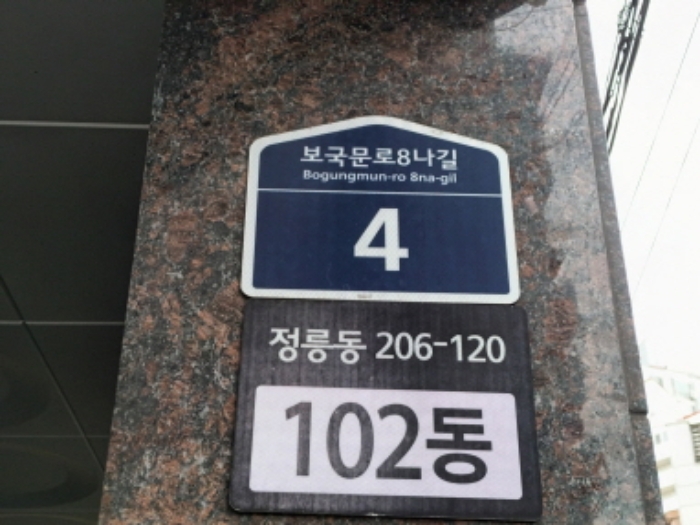 보국문로8나길
Bogungmun-ro 8na-gil
4
정릉동 206-120
102동